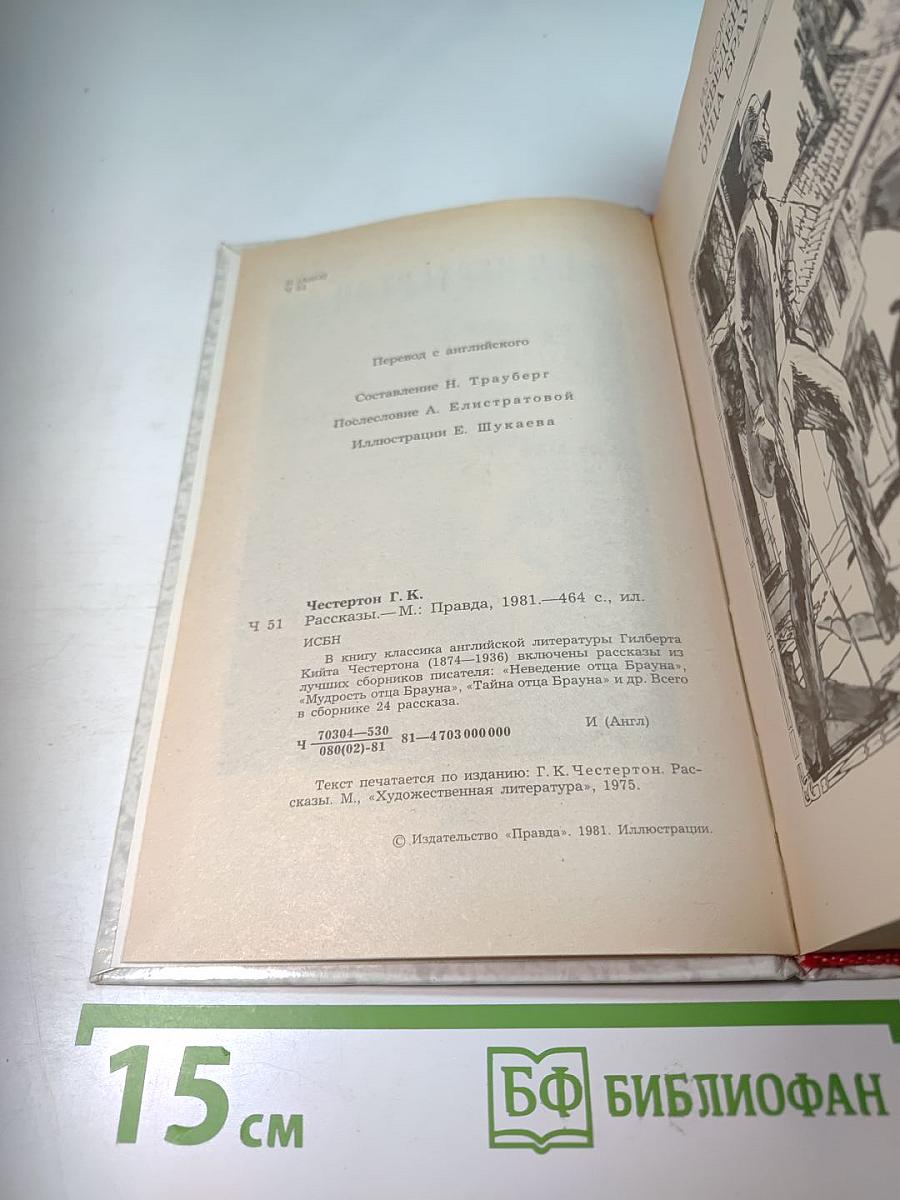 Перевод с английского
Составление Н. Трауберг
Послесловие А. Елистратовой
Иллюстрации Е. Шукаева
Честертон Г. К.
Ч 51 Рассказы.— М.: Правда, 1981.—464 с., ил.
ИСБН
В книгу классика английской литературы Гилберта
Кийта Честертона (1874—1936) включены рассказы из
лучших сборников писателя: «Неведение отца Брауна»,
«Мудрость отца Брауна», «Тайна отца Брауна» и др. Всего
в сборнике 24 рассказа.
Ч 70304—530 81—4703000000 И (Англ)
080(02)-81
Текст печатается по изданию: Г. К. Честертон. Рас-
сказы. М., «Художественная литература», 1975.
© Издательство «Правда». 1981. Иллюстрации.
ИЗ
ОТЦА
15 см
БФ БИБЛИОФАН